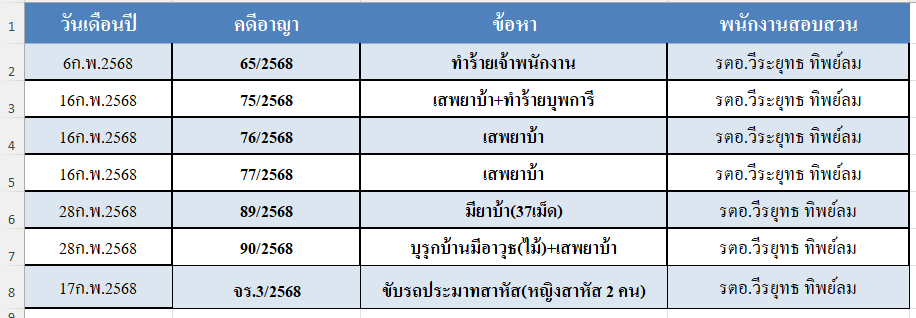 1 วันเดือนปี คดีอาญา ข้อหา พนักงานสอบสวน
2 6ก.พ.2568 65/2568 ทำร้ายเจ้าพนักงาน รตอ.วีระยุทธ ทิพย์ลม
3 16ก.พ.2568 75/2568 เสพยาบ้า+ทำร้ายบุพการี รตอ.วีระยุทธ ทิพย์ลม
4 16ก.พ.2568 76/2568 เสพยาบ้า รตอ.วีระยุทธ ทิพย์ลม
5 16ก.พ.2568 77/2568 เสพยาบ้า รตอ.วีระยุทธ ทิพย์ลม
6 28ก.พ.2568 89/2568 มียาบ้า(37เม็ด) รตอ.วีรยุทธ ทิพย์ลม
7 28ก.พ.2568 90/2568 บุรุกบ้านมีอาวุธ(ไม้)+เสพยาบ้า รตอ.วีรยุทธ ทิพย์ลม
8 17ก.พ.2568 จร.3/2568 ขับรถประมาทสาหัส(หญิงสาหัส 2 คน) รตอ.วีรยุทธ ทิพย์ลม
9